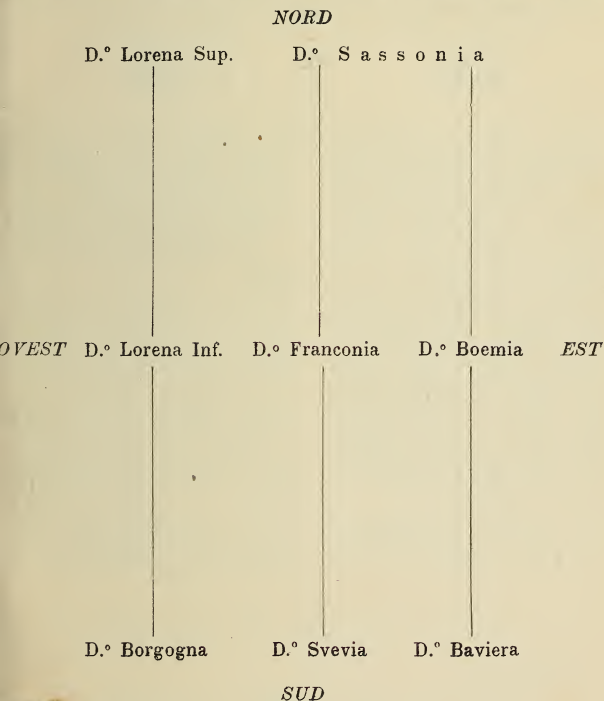 NORD
D.º Lorena Sup. D.º Sassonia
OVEST D.º Lorena Inf. D.º Franconia D.º Boemia EST
D.º Borgogna D.º Svevia D.º Baviera
SUD